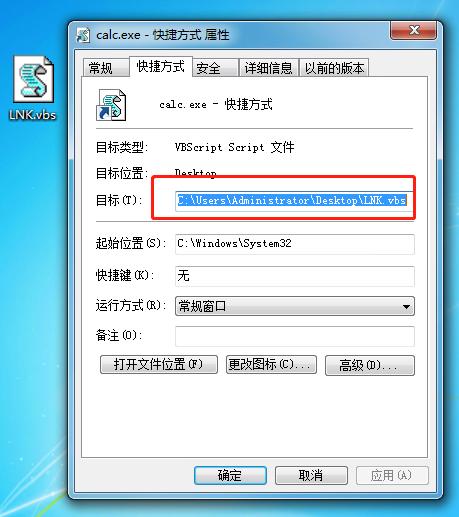 calc.exe - 快捷方式 属性
常规
快捷方式
安全
详细信息
以前的版本
LNK.vbs
calc.exe - 快捷方式
目标类型: VBScript Script 文件
目标位置: Desktop
目标(T): C:\Users\Administrator\Desktop\LNK.vbs
起始位置(S): C:\Windows\System32
快捷键(K): 无
运行方式(R): 常规窗口
备注(O):
打开文件位置(F) 更改图标(C)... 高级(D)...
确定 取消 应用(A)